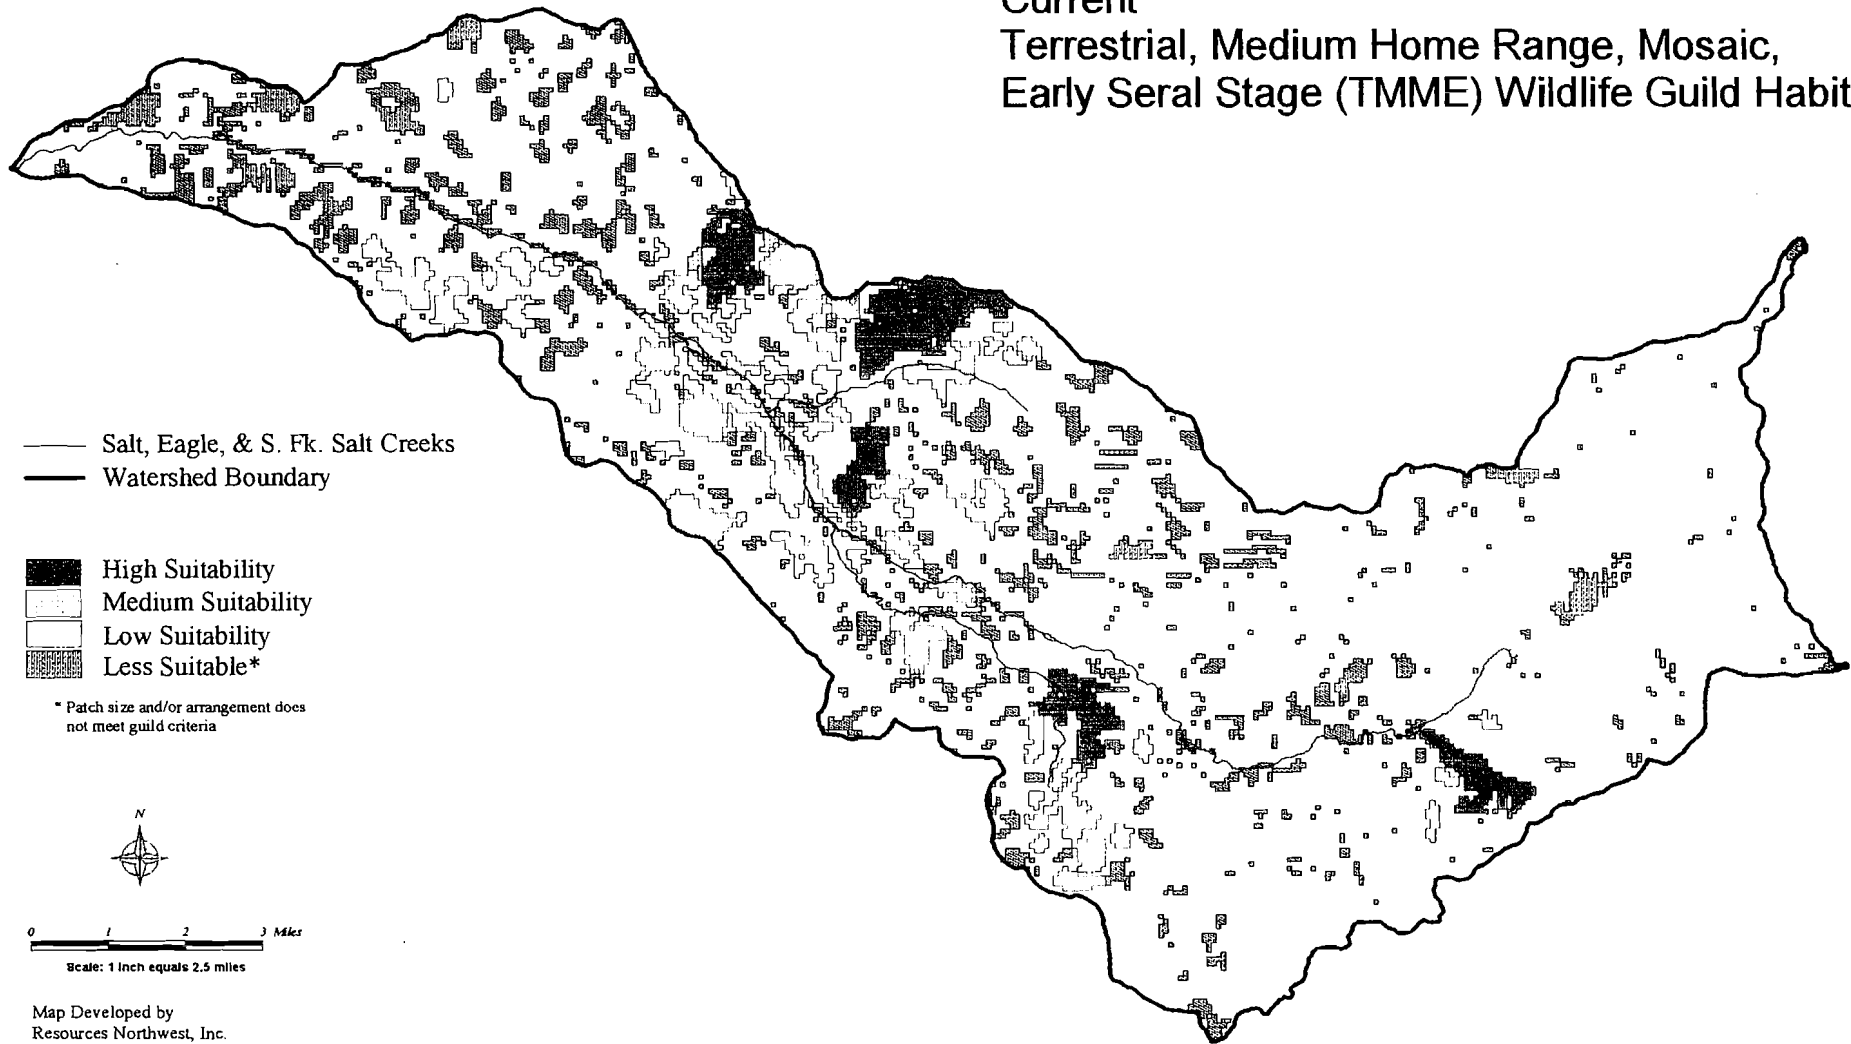 Current
Terrestrial, Medium Home Range, Mosaic,
Early Seral Stage (TMME) Wildlife Guild Habit
Salt, Eagle, & S. Fk. Salt Creeks
Watershed Boundary
High Suitability
Medium Suitability
Low Suitability
Less Suitable*
* Patch size and/or arrangement does
not meet guild criteria
N
0 1 2 3 Miles
Scale: 1 inch equals 2.5 miles
Map Developed by
Resources Northwest, Inc.